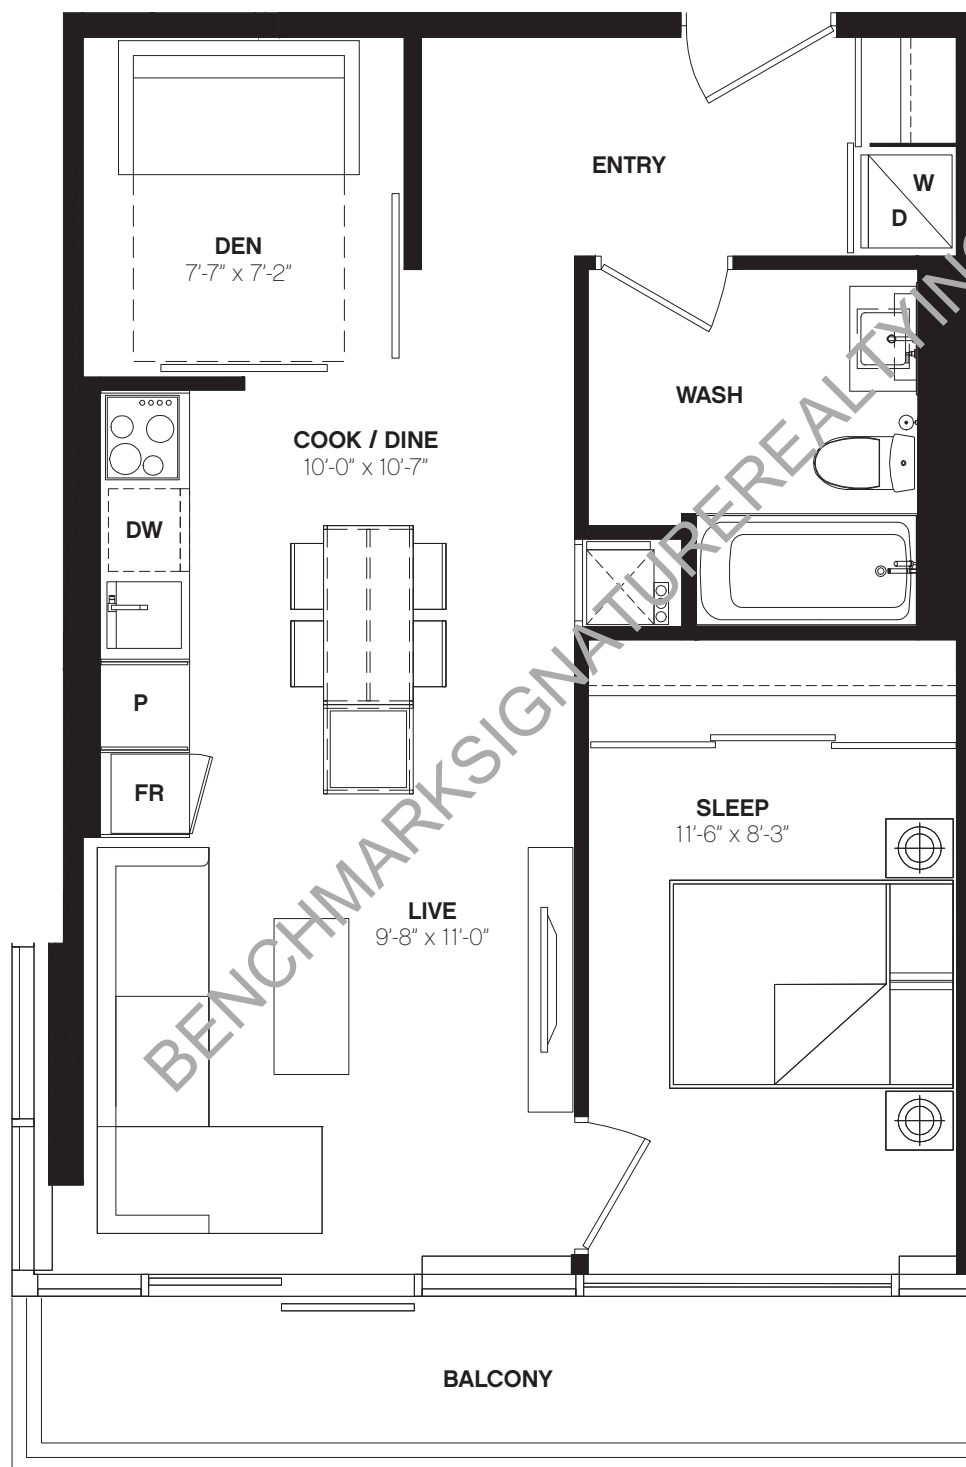 ENTRY
W
D
DEN
7'-7" x 7'-2"
WASH
COOK / DINE
10'-0" x 10'-7"
DW
P
FR
SLEEP
11'-6" x 8'-3"
LIVE
9'-8" x 11'-0"
BALCONY
BENCHMARKSIGNATUREREALTYINC